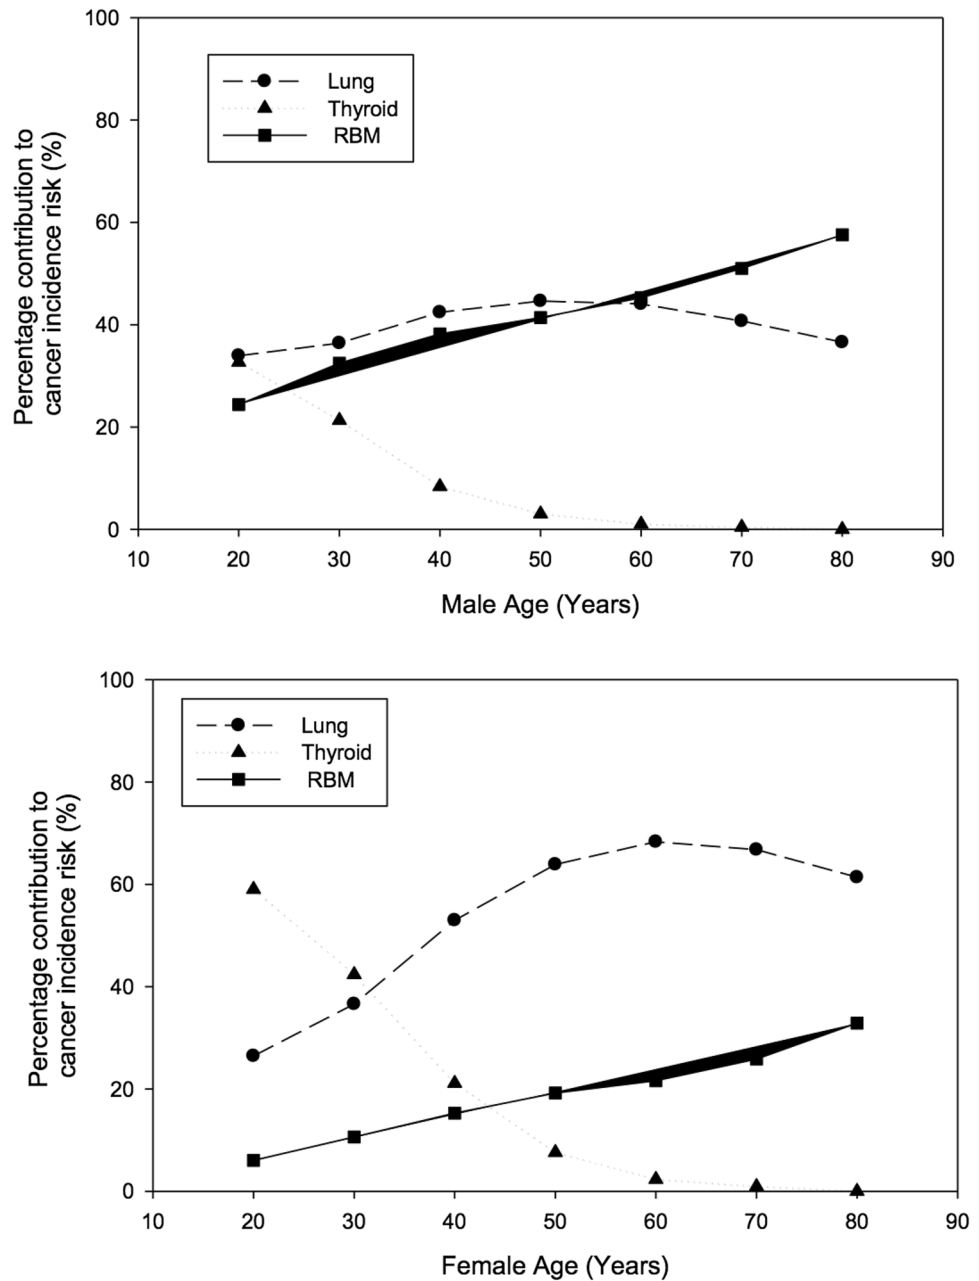 100
80
60
40
20
0
Percentage contribution to
cancer incidence risk (%)
Lung
Thyroid
RBM
10 20 30 40 50 60 70 80 90
Male Age (Years)
100
80
60
40
20
0
Percentage contribution to
cancer incidence risk (%)
Lung
Thyroid
RBM
10 20 30 40 50 60 70 80 90
Female Age (Years)